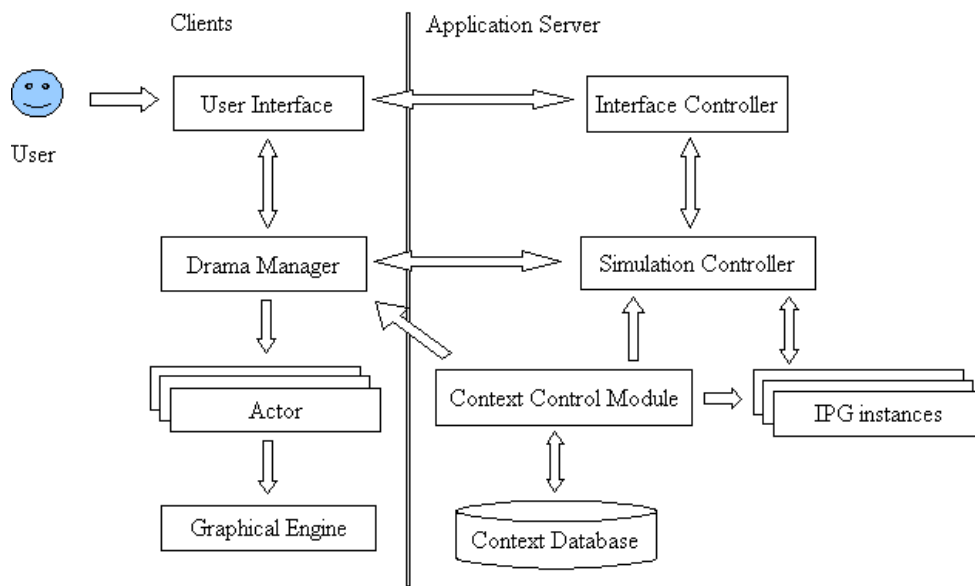 Clients
Application Server
User Interface
Interface Controller
User
Drama Manager
Simulation Controller
Actor
Context Control Module
IPG instances
Graphical Engine
Context Database